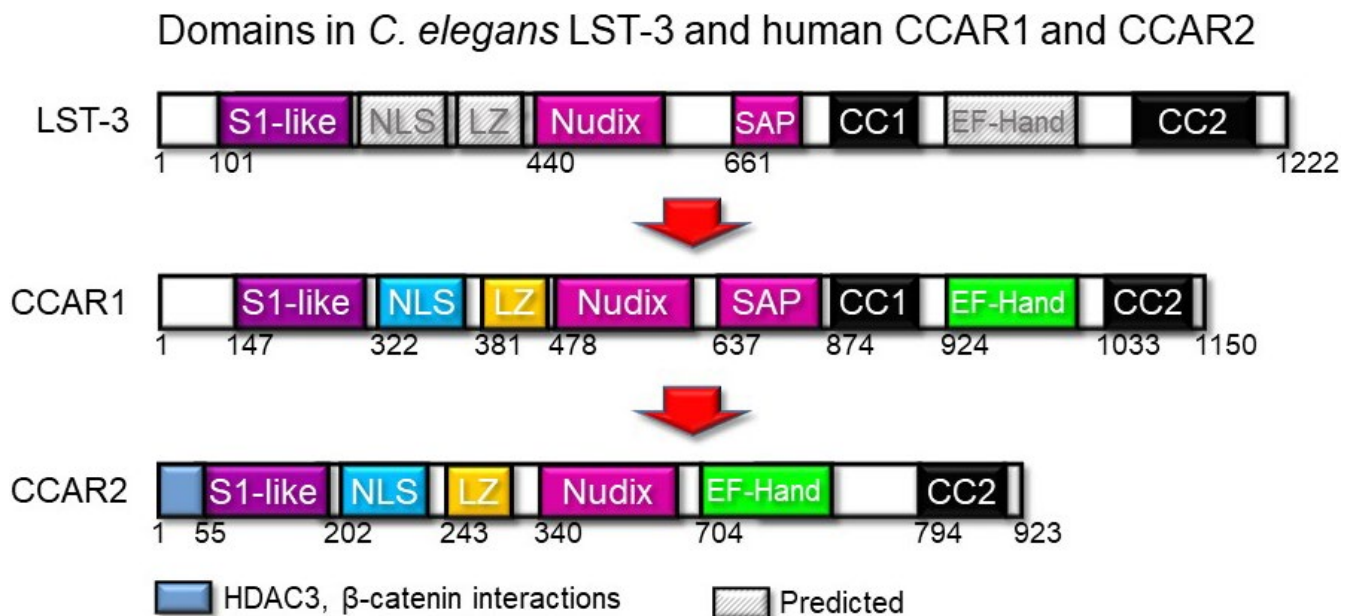 Domains in C. elegans LST-3 and human CCAR1 and CCAR2
LST-3 S1-like NLS LZ Nudix SAP CC1 EF-Hand CC2
1 101 440 661 1222
CCAR1 S1-like NLS LZ Nudix SAP CC1 EF-Hand CC2
1 147 322 381 478 637 874 924 1033 1150
CCAR2 S1-like NLS LZ Nudix EF-Hand CC2
1 55 202 243 340 704 794 923
HDAC3, β-catenin interactions Predicted